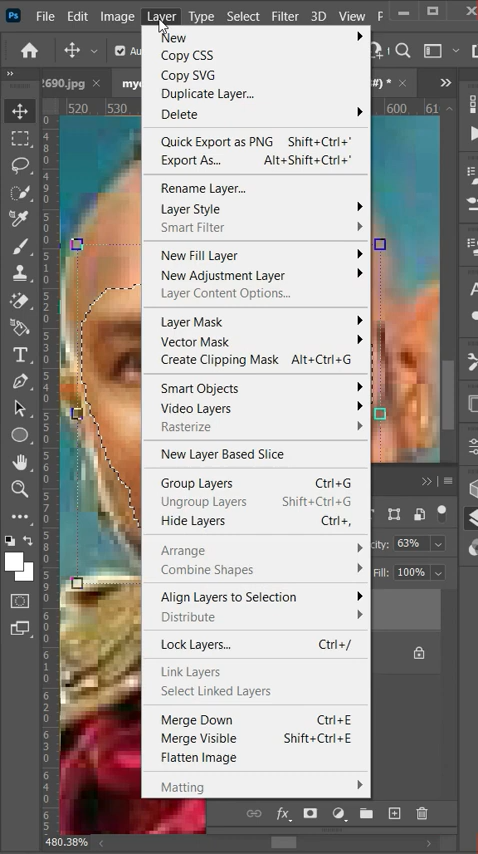 Ps File Edit Image Layer Type Select Filter 3D View
Au
2690.jpg × my #) * ×
520 530 600
New
Copy CSS
Copy SVG
Duplicate Layer...
Delete
Quick Export as PNG Shift+Ctrl+'
Export As... Alt+Shift+Ctrl+'
Rename Layer...
Layer Style
Smart Filter
New Fill Layer
New Adjustment Layer
Layer Content Options...
Layer Mask
Vector Mask
Create Clipping Mask Alt+Ctrl+G
Smart Objects
Video Layers
Rasterize
New Layer Based Slice
Group Layers Ctrl+G
Ungroup Layers Shift+Ctrl+G
Hide Layers Ctrl+,
Arrange
Combine Shapes
Align Layers to Selection
Distribute
Lock Layers... Ctrl+/
Link Layers
Select Linked Layers
Merge Down Ctrl+E
Merge Visible Shift+Ctrl+E
Flatten Image
Matting
city: 63%
Fill: 100%
fx
480.38%